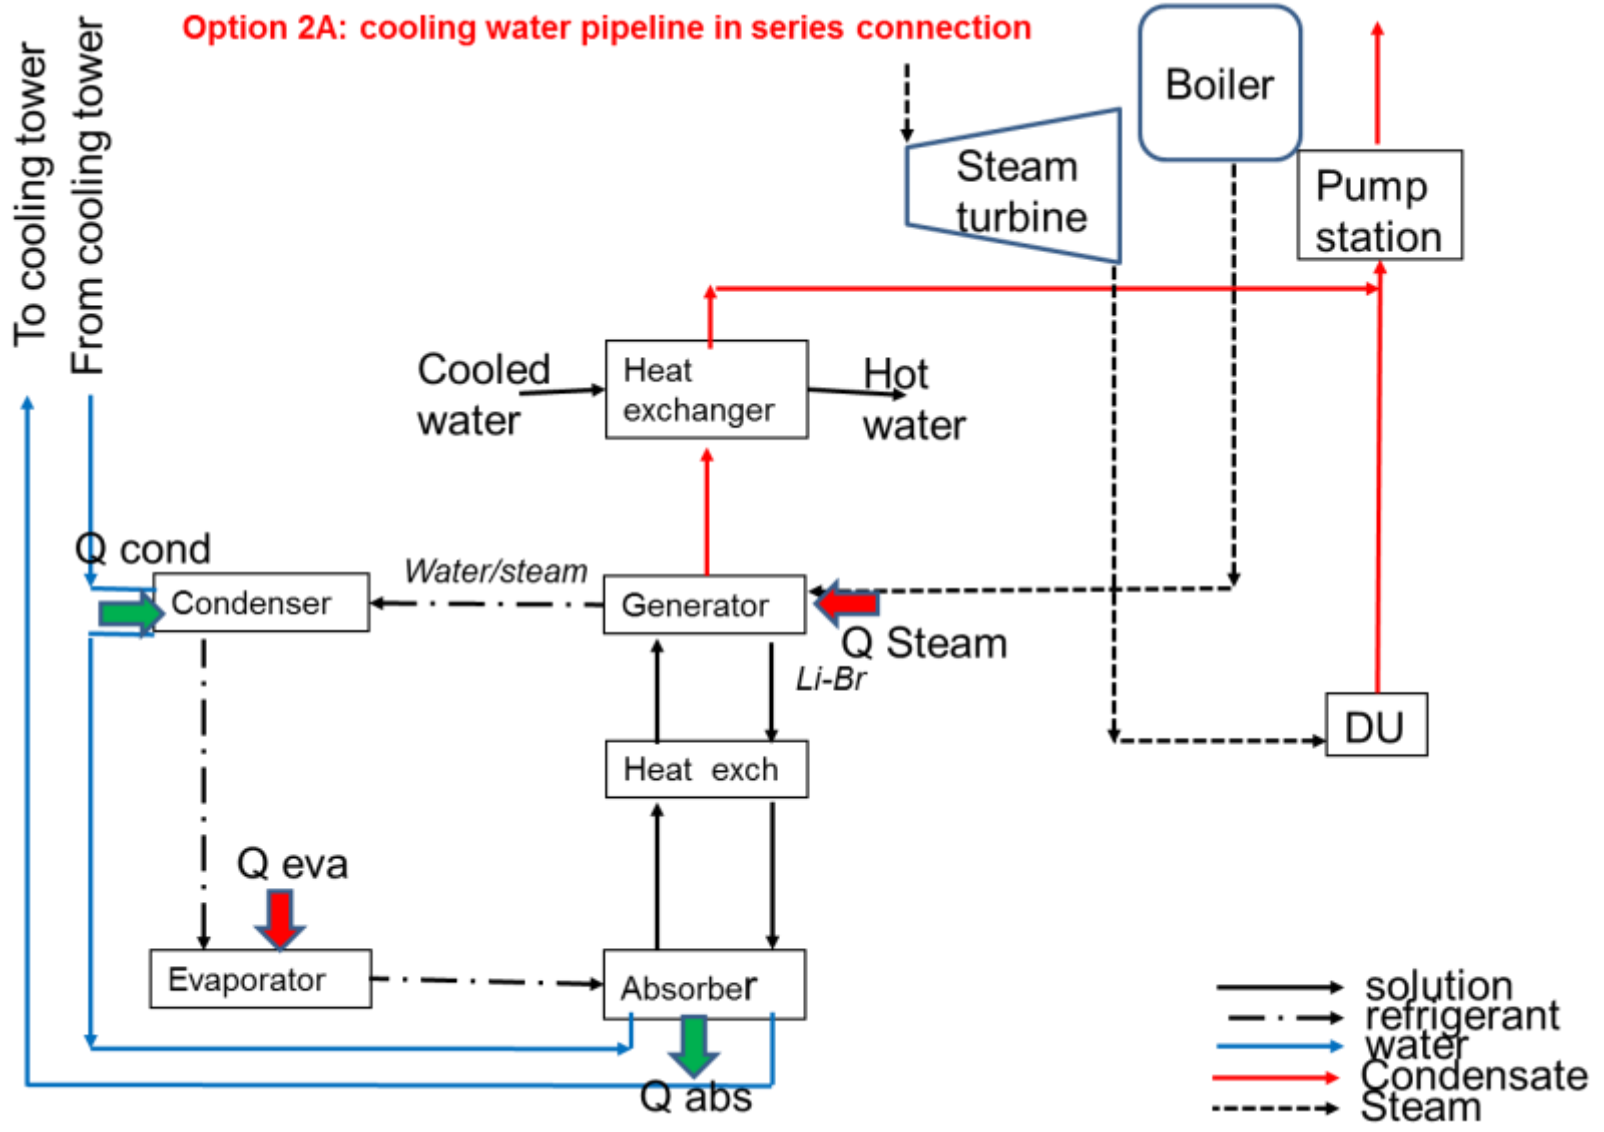 Option 2A: cooling water pipeline in series connection
To cooling tower
From cooling tower
Boiler
Steam
turbine
Pump
station
Cooled
water
Heat
exchanger
Hot
water
Q cond
Condenser
Water/steam
Generator
Q Steam
Li-Br
Heat exch
DU
Q eva
Evaporator
Absorber
Q abs
solution
refrigerant
water
Condensate
Steam